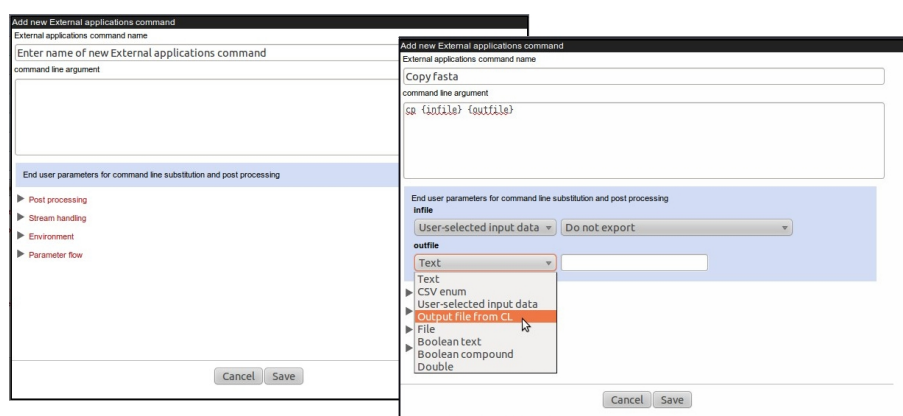 Add new External applications command
External applications command name
Enter name of new External applications command
command line argument
End user parameters for command line substitution and post processing
Post processing
Stream handling
Environment
Parameter flow
Cancel Save
Add new External applications command
External applications command name
Copy fasta
command line argument
cp {infile} {outfile}
End user parameters for command line substitution and post processing
infile
User-selected input data Do not export
outfile
Text
Text
CSV enum
User-selected input data
Output file from CL
File
Boolean text
Boolean compound
Double
Cancel Save